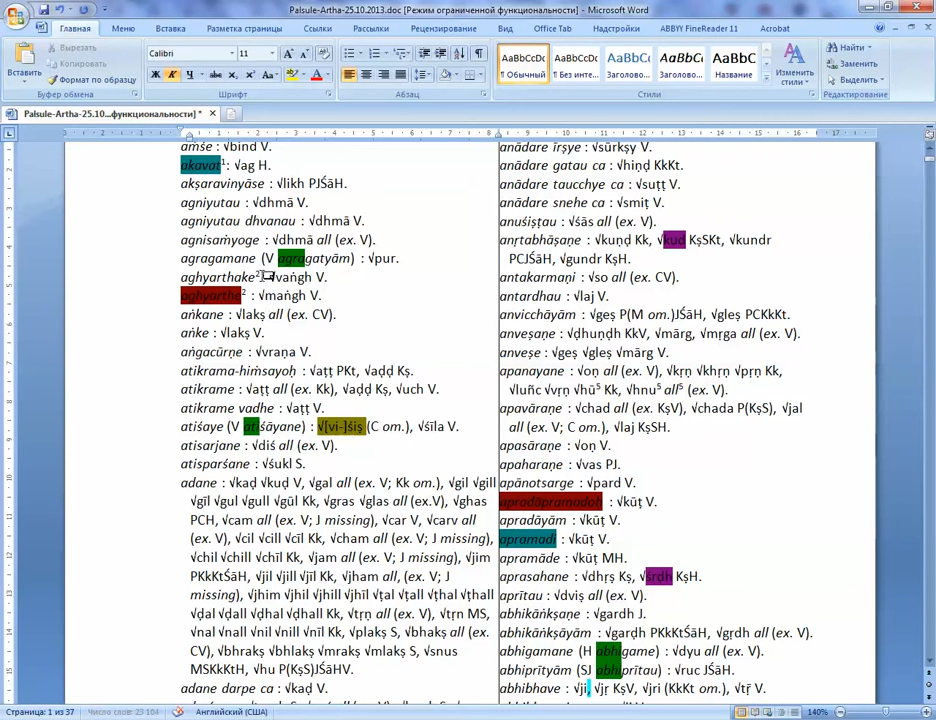 Palsule-Artha-25.10.2013.doc [Режим ограниченной функциональности] - Microsoft Word
Главная Меню Вставка Разметка страницы Ссылки Рассылки Рецензирование Вид Office Tab Надстройки ABBYY FineReader 11 Acrobat
Вставить
Вырезать
Копировать
Формат по образцу
Буфер обмена
Calibri 11
Ж К Ч abc x₂ x² Aa
Шрифт
Абзац
AaBbCc AaBbCc AaBbC AaBbCc AaBbC
¶ Обычный ¶ Без инте... Заголово... Заголово... Название
Изменить стили
Стили
Найти
Заменить
Выделить
Редактирование
Palsule-Artha-25.10...функциональности] *
aṁśe : √bind V.
akavat¹: √ag H.
akṣaravinyāse : √likh PJŚāH.
agniyutau : √dhmā V.
agniyutau dhvanau : √dhmā V.
agnisaṁyoge : √dhmā all (ex. V).
agragamane (V agragatyām) : √pur.
aghyarthake² : √vaṅgh V.
aghyarthe² : √maṅgh V.
aṅkane : √lakṣ all (ex. CV).
aṅke : √lakṣ V.
aṅgacūrṇe : √vraṇa V.
atikrama-hiṁsayoḥ : √aṭṭ PKt, √aḍḍ Kṣ.
atikrame : √aṭṭ all (ex. Kk), √aḍḍ Kṣ, √uch V.
atikrame vadhe : √aṭṭ V.
atiśaye (V atiśāyane) : √[vi-]śiṣ (C om.), √śīla V.
atisarjane : √diś all (ex. V).
atisparśane : √śukl S.
adane : √kaḍ √kuḍ V, √gal all (ex. V; Kk om.), √gil √gill
√gīl √gul √gull √gūl Kk, √gras √glas all (ex.V), √ghas
PCH, √cam all (ex. V; J missing), √car V, √carv all
(ex. V), √cil √cill √cīl Kk, √cham all (ex. V; J missing),
√chil √chill √chīl Kk, √jam all (ex. V; J missing), √jim
PKkKtŚāH, √jil √jill √jīl Kk, √jham all, (ex. V; J
missing), √jhim √jhil √jhill √jhīl √ṭal √tall √ṭhal √ṭhall
√ḍal √ḍall √ḍhal √ḍhall Kk, √tṛṇ all (ex. V), √tṛn MS,
√nal √nall √nil √nill √nīl Kk, √plakṣ S, √bhakṣ all (ex.
CV), √bhrakṣ √bhlakṣ √mrakṣ √mlakṣ S, √snus
MSKkKtH, √hu P(KṣS)JŚāHV.
adane darpe ca : √kaḍ V.
anādare īrṣye : √sūrkṣy V.
anādare gatau ca : √hiṇḍ KkKt.
anādare taucchye ca : √suṭṭ V.
anādare snehe ca : √smiṭ V.
anuśiṣṭau : √śās all (ex. V).
anṛtabhāṣaṇe : √kuṇḍ Kk, √kud KṣSKt, √kundr
PCJŚāH, √gundr KṣH.
antakarmaṇi : √so all (ex. CV).
antardhau : √laj V.
anvicchāyām : √geṣ P(M om.)JŚāH, √gleṣ PCKkKt.
anveṣaṇe : √ḍhuṇḍh KkV, √mārg, √mṛga all (ex. V).
anveṣe : √geṣ √gleṣ √mārg V.
apanayane : √oṇ all (ex. V), √kṛṇ √khṛṇ √pṛṇ Kk,
√luñc √vṛṇ √hū⁵ Kk, √hnu⁵ all⁵ (ex. V).
apavāraṇe : √chad all (ex. KṣV), √chada P(KṣS), √jal
all (ex. V; C om.), √laj KṣSH.
apasāraṇe : √oṇ V.
apaharaṇe : √vas PJ.
apānotsarge : √pard V.
apradāpramadoḥ : √kūṭ V.
apradāyām : √kūṭ V.
apramadi : √kūṭ V.
apramāde : √kūṭ MH.
aprasahane : √dhṛṣ Kṣ, √śṛdh KṣH.
aprītau : √dviṣ all (ex. V).
abhikāṅkṣaṇe : √gardh J.
abhikāṅkṣāyām : √gardh PKkKtŚāH, √gṛdh all (ex. V).
abhigamane (H abhigame) : √dyu all (ex. V).
abhiprītyām (SJ abhiprītau) : √ruc JŚāH.
abhibhave : √ji, √jṛ KṣV, √jri (KkKt om.), √tṝ V.
Страница: 1 из 37 Число слов: 23 104 Английский (США) 140%